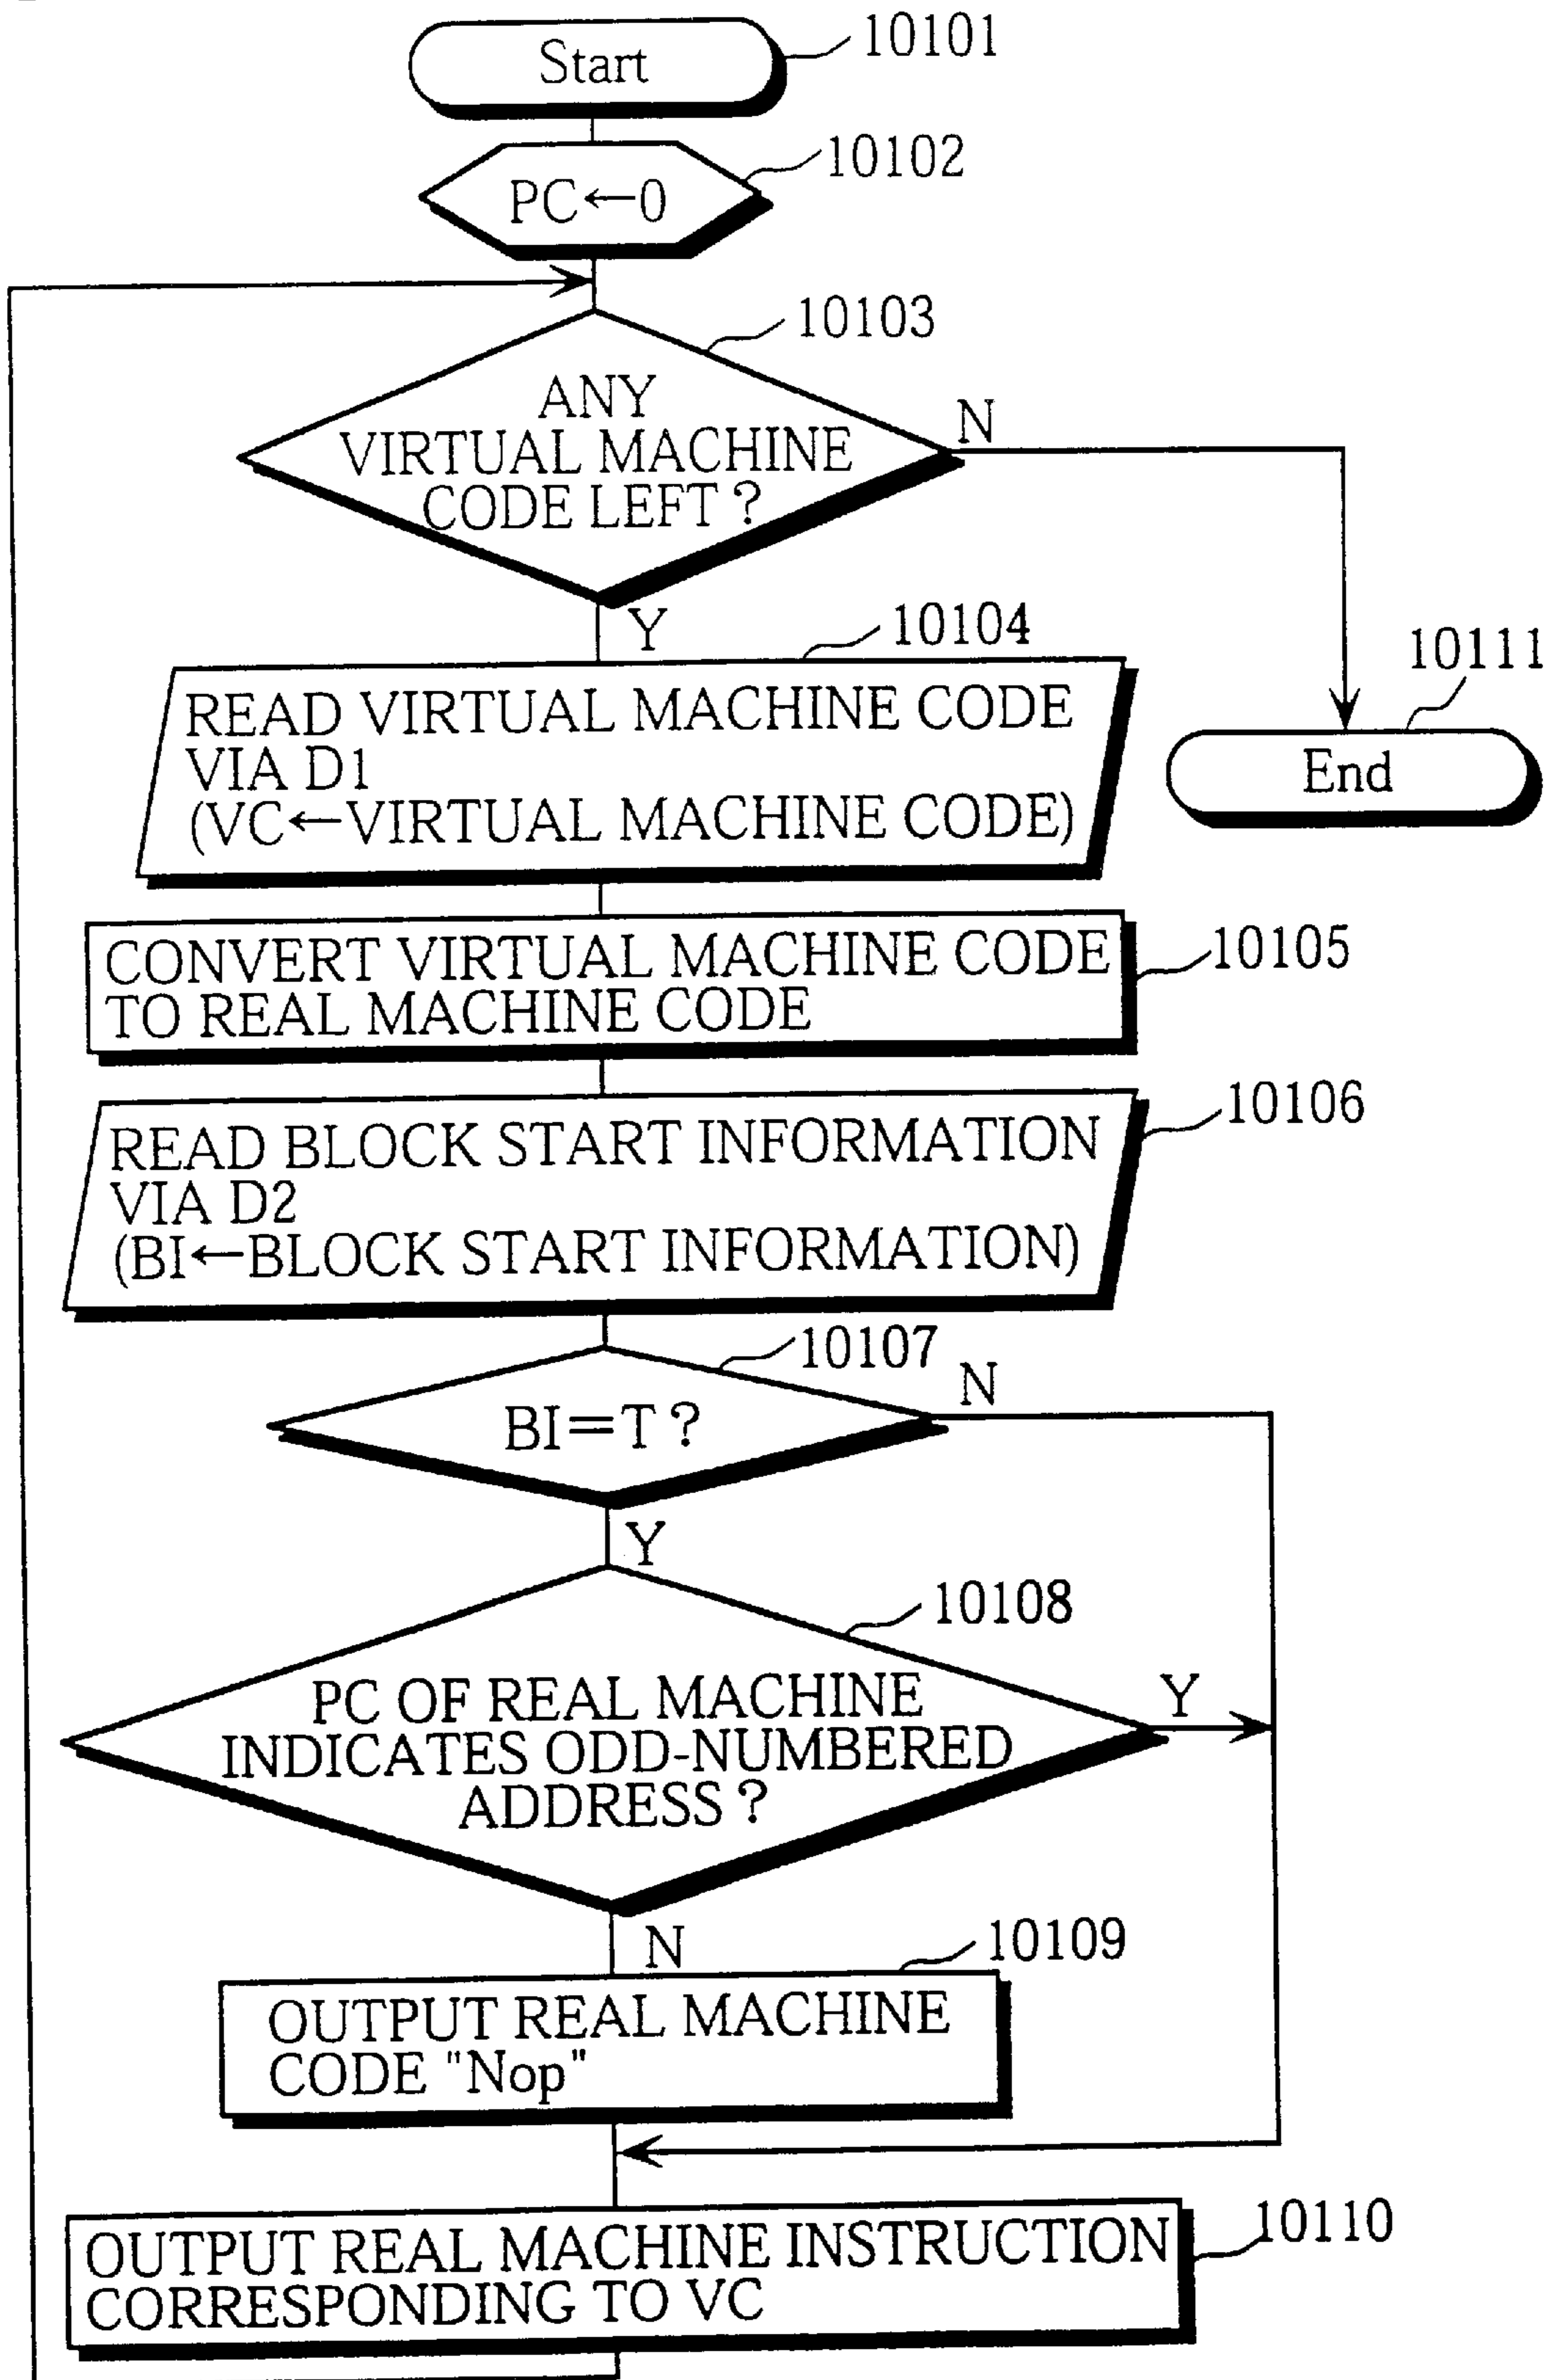 Start
10101
PC←0
10102
10103
ANY
VIRTUAL MACHINE
CODE LEFT ?
N
Y
10104
READ VIRTUAL MACHINE CODE
VIA D1
(VC←VIRTUAL MACHINE CODE)
10111
End
CONVERT VIRTUAL MACHINE CODE
TO REAL MACHINE CODE
10105
READ BLOCK START INFORMATION
VIA D2
(BI←BLOCK START INFORMATION)
10106
10107
BI=T ?
N
Y
10108
PC OF REAL MACHINE
INDICATES ODD-NUMBERED
ADDRESS ?
Y
N
10109
OUTPUT REAL MACHINE
CODE "Nop"
OUTPUT REAL MACHINE INSTRUCTION
CORRESPONDING TO VC
10110